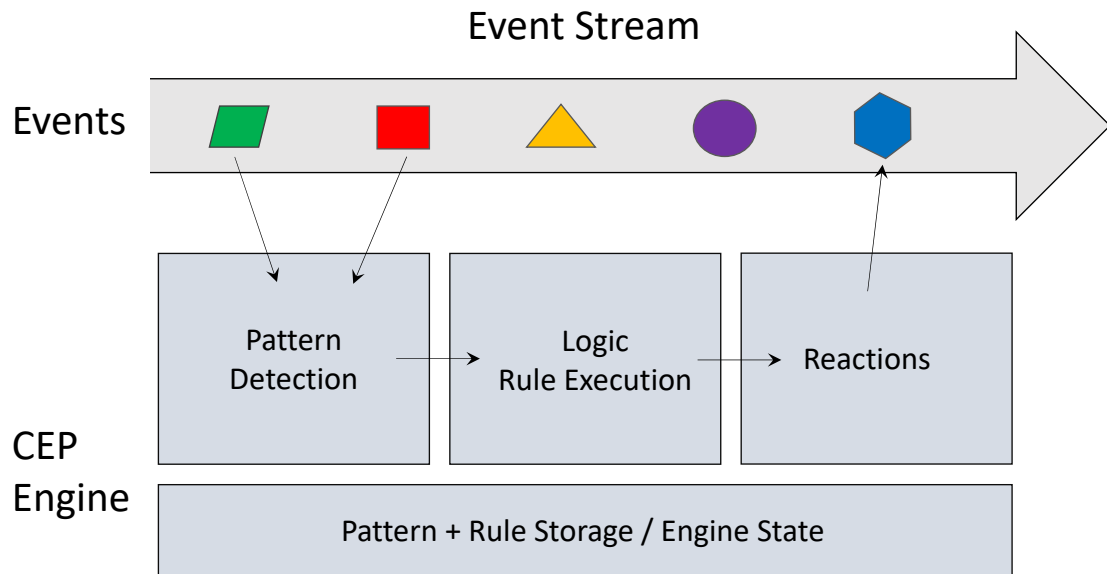 Event Stream
Events
Pattern
Detection
Logic
Rule Execution
Reactions
CEP
Engine
Pattern + Rule Storage / Engine State